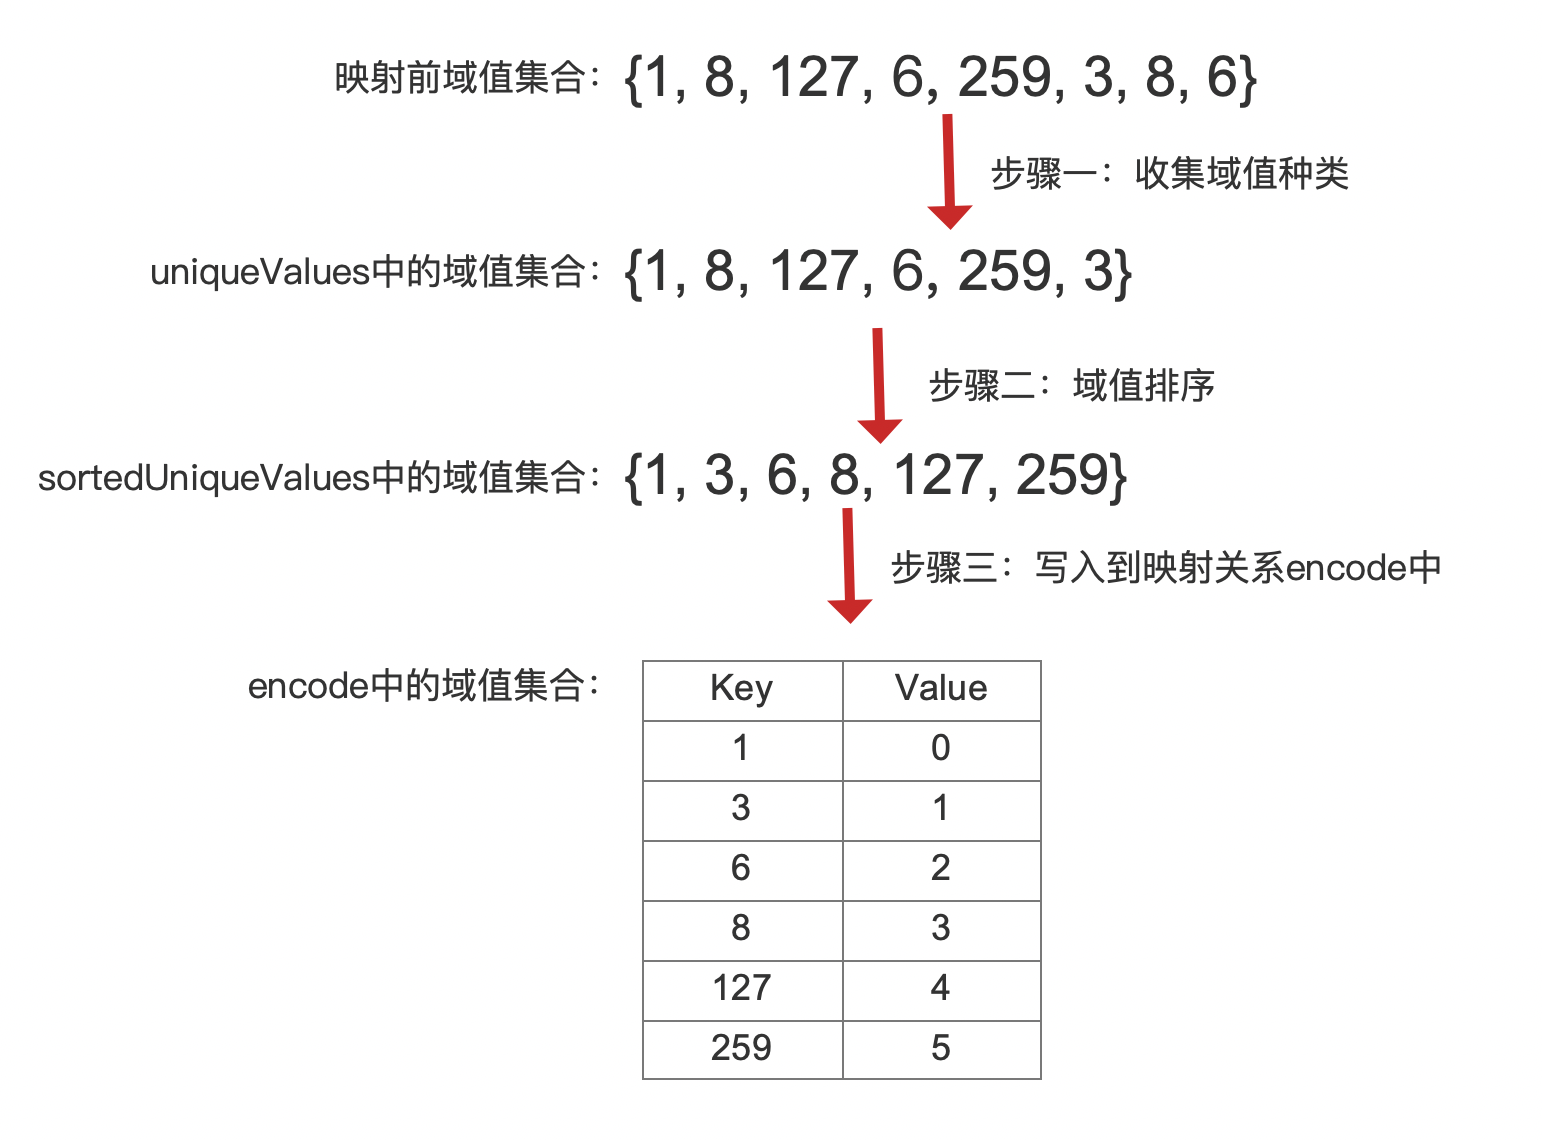 映射前域值集合：{1, 8, 127, 6, 259, 3, 8, 6}
步骤一：收集域值种类
uniqueValues中的域值集合：{1, 8, 127, 6, 259, 3}
步骤二：域值排序
sortedUniqueValues中的域值集合：{1, 3, 6, 8, 127, 259}
步骤三：写入到映射关系encode中
encode中的域值集合：
Key Value
1 0
3 1
6 2
8 3
127 4
259 5